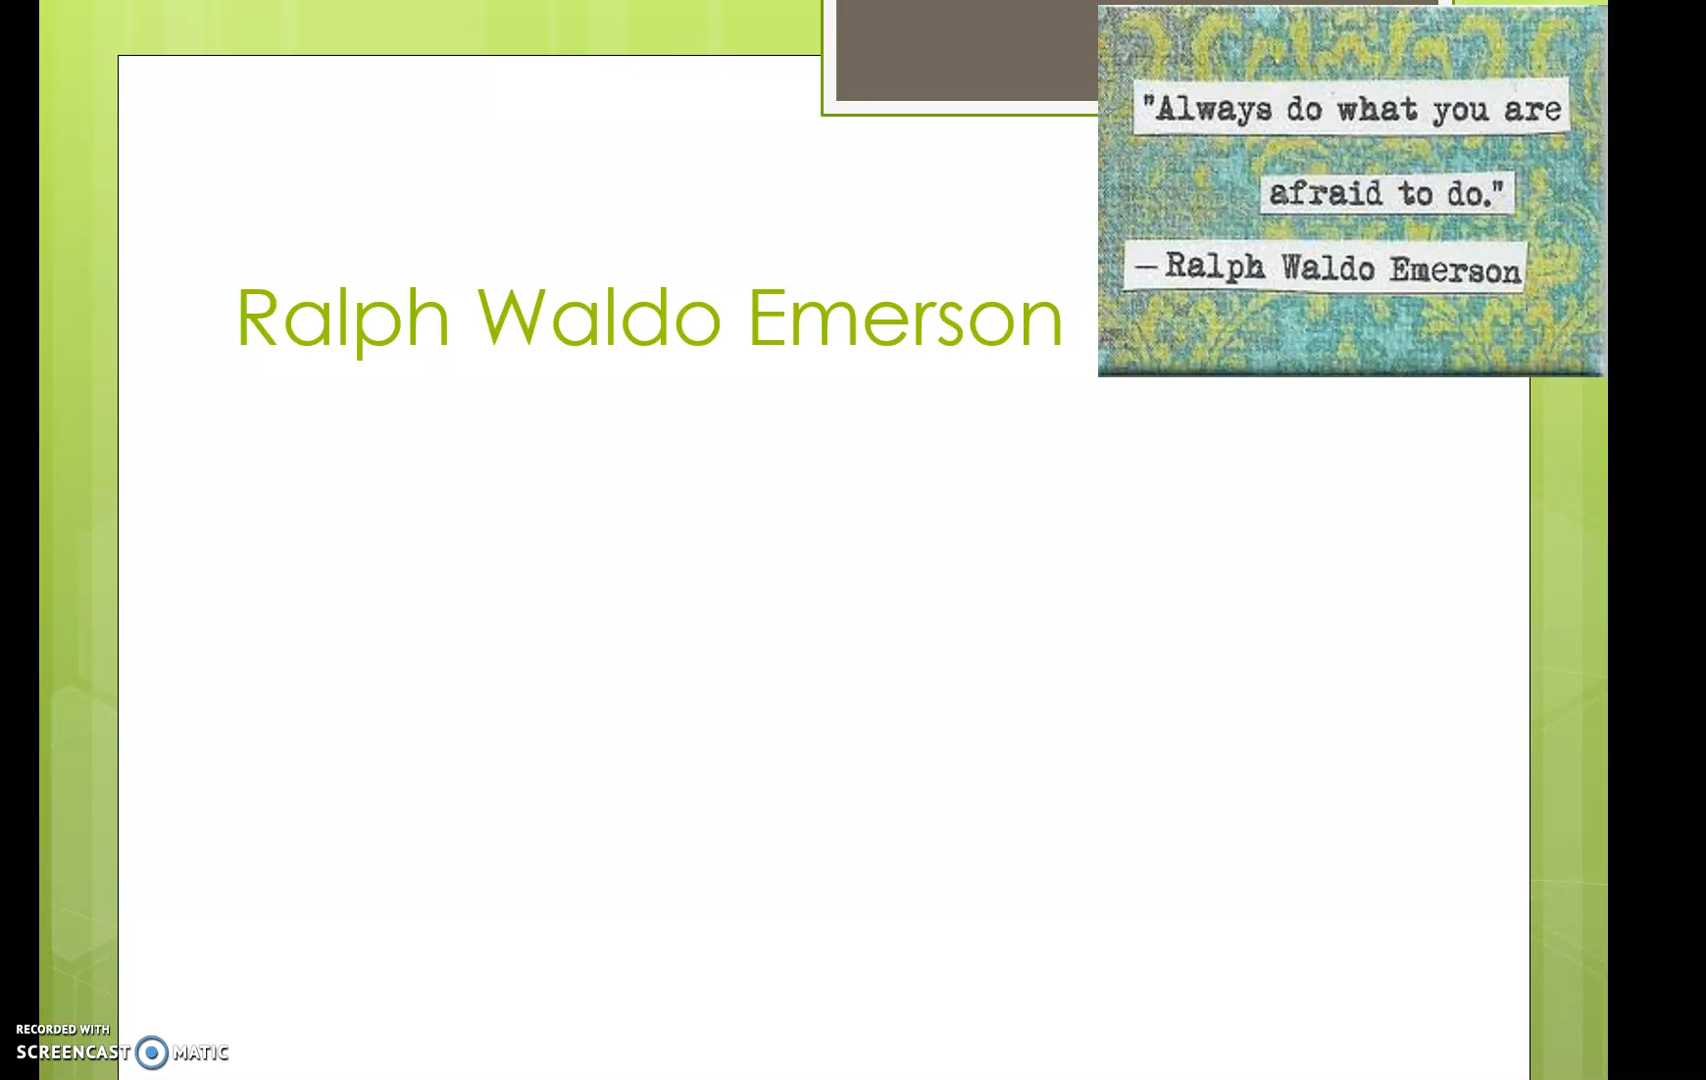 "Always do what you are
afraid to do."
— Ralph Waldo Emerson
Ralph Waldo Emerson
RECORDED WITH
SCREENCAST MATIC